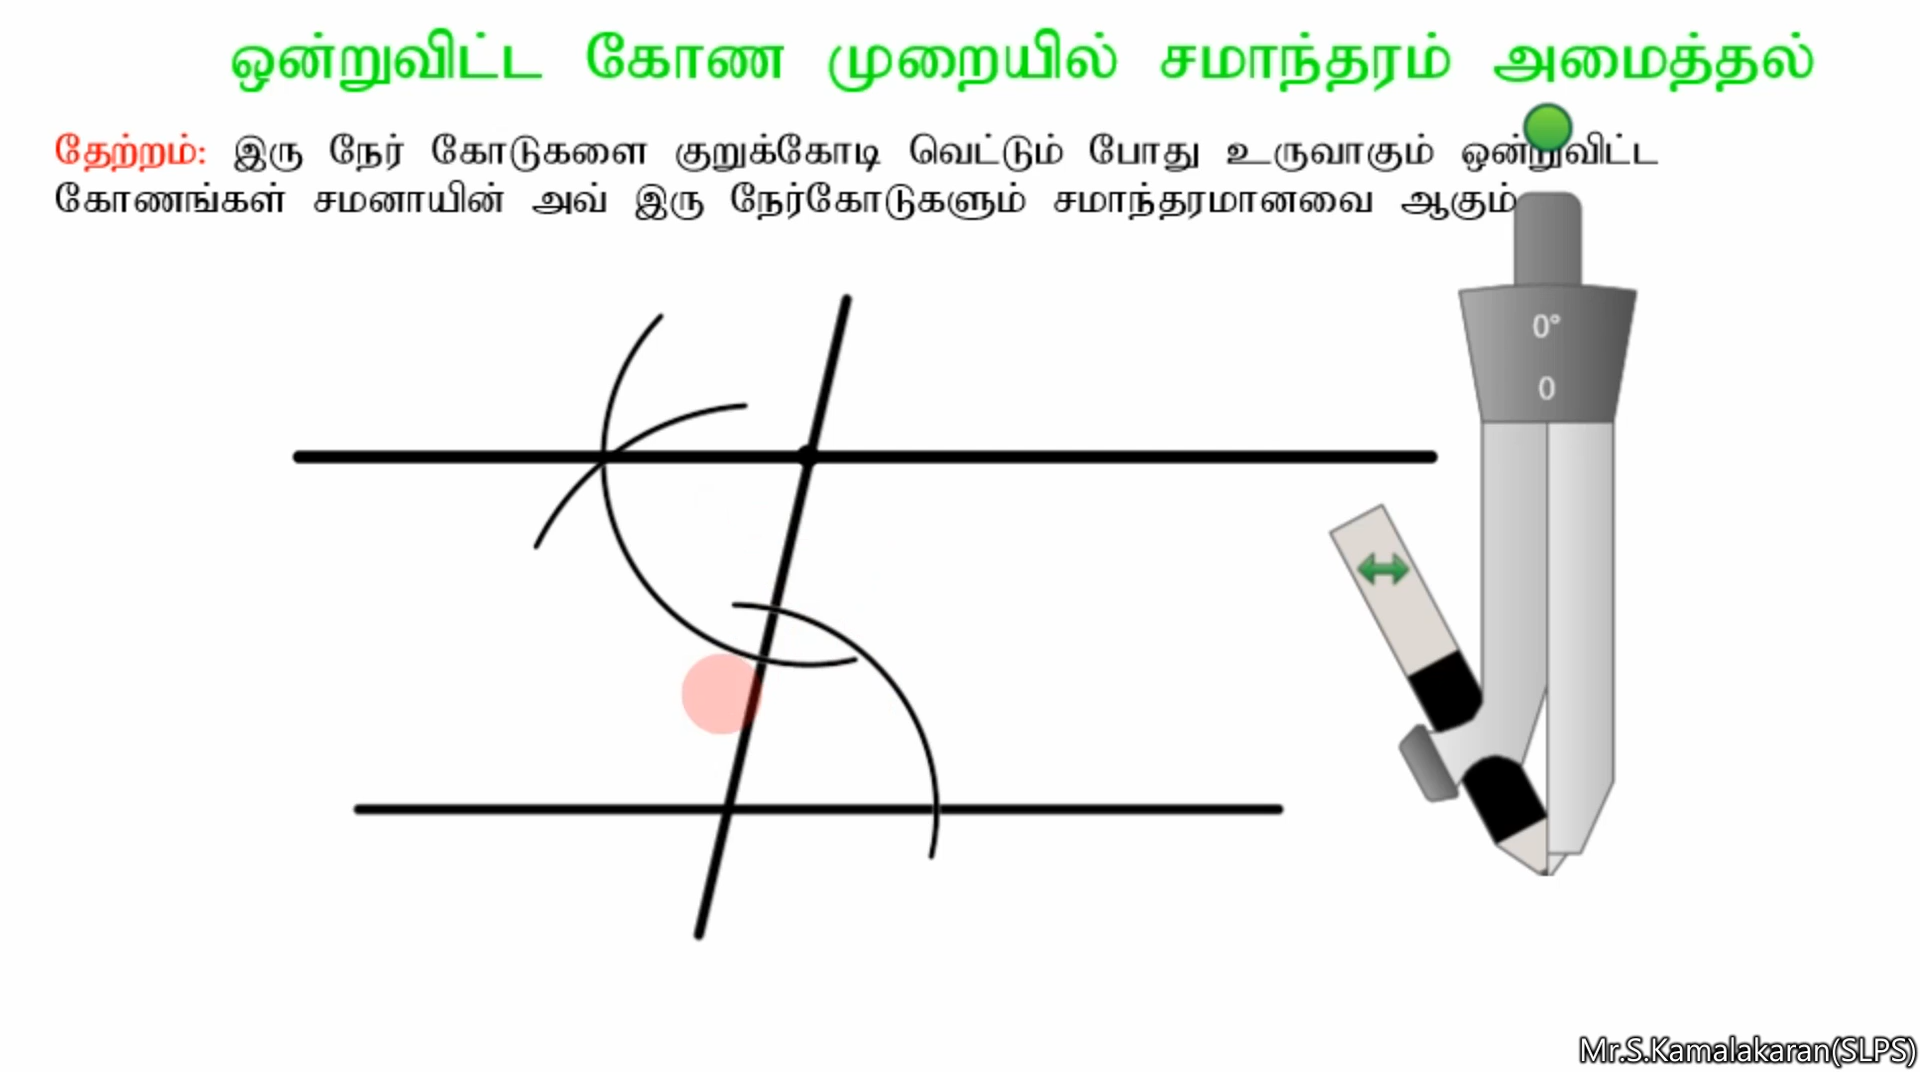 ஒன்றுவிட்ட கோண முறையில் சமாந்தரம் அமைத்தல்
தேற்றம்: இரு நேர் கோடுகளை குறுக்கோடி வெட்டும் போது உருவாகும் ஒன்றுவிட்ட
கோணங்கள் சமனாயின் அவ் இரு நேர்கோடுகளும் சமாந்தரமானவை ஆகும்
0°
0
Mr.S.Kamalakaran(SLPS)